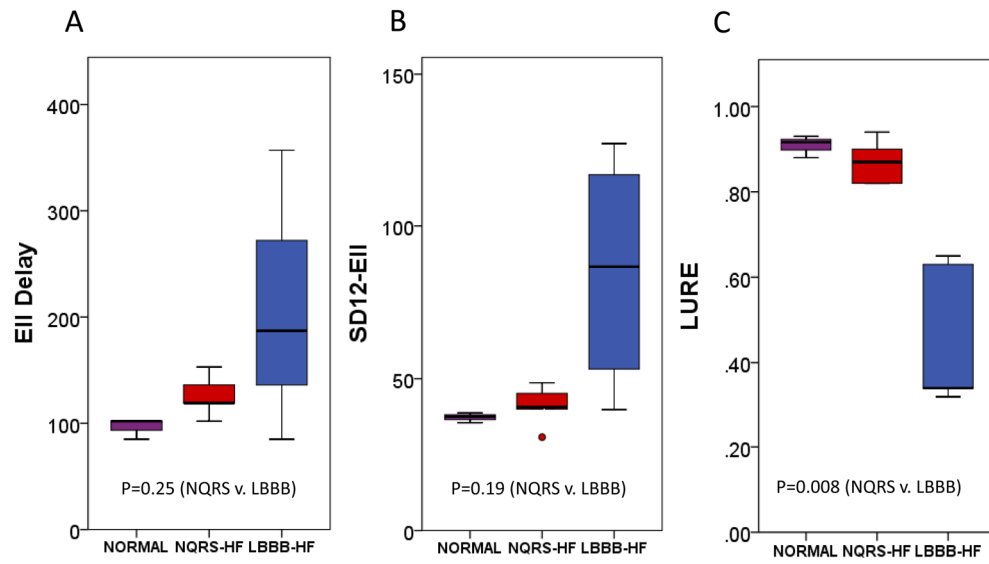 A
EII Delay
400
300
200
100
0
P=0.25 (NQRS v. LBBB)
NORMAL NQRS-HF LBBB-HF
B
SD12-EII
150
100
50
0
P=0.19 (NQRS v. LBBB)
NORMAL NQRS-HF LBBB-HF
C
LURE
1.00
.80
.60
.40
.20
.00
P=0.008 (NQRS v. LBBB)
NORMAL NQRS-HF LBBB-HF